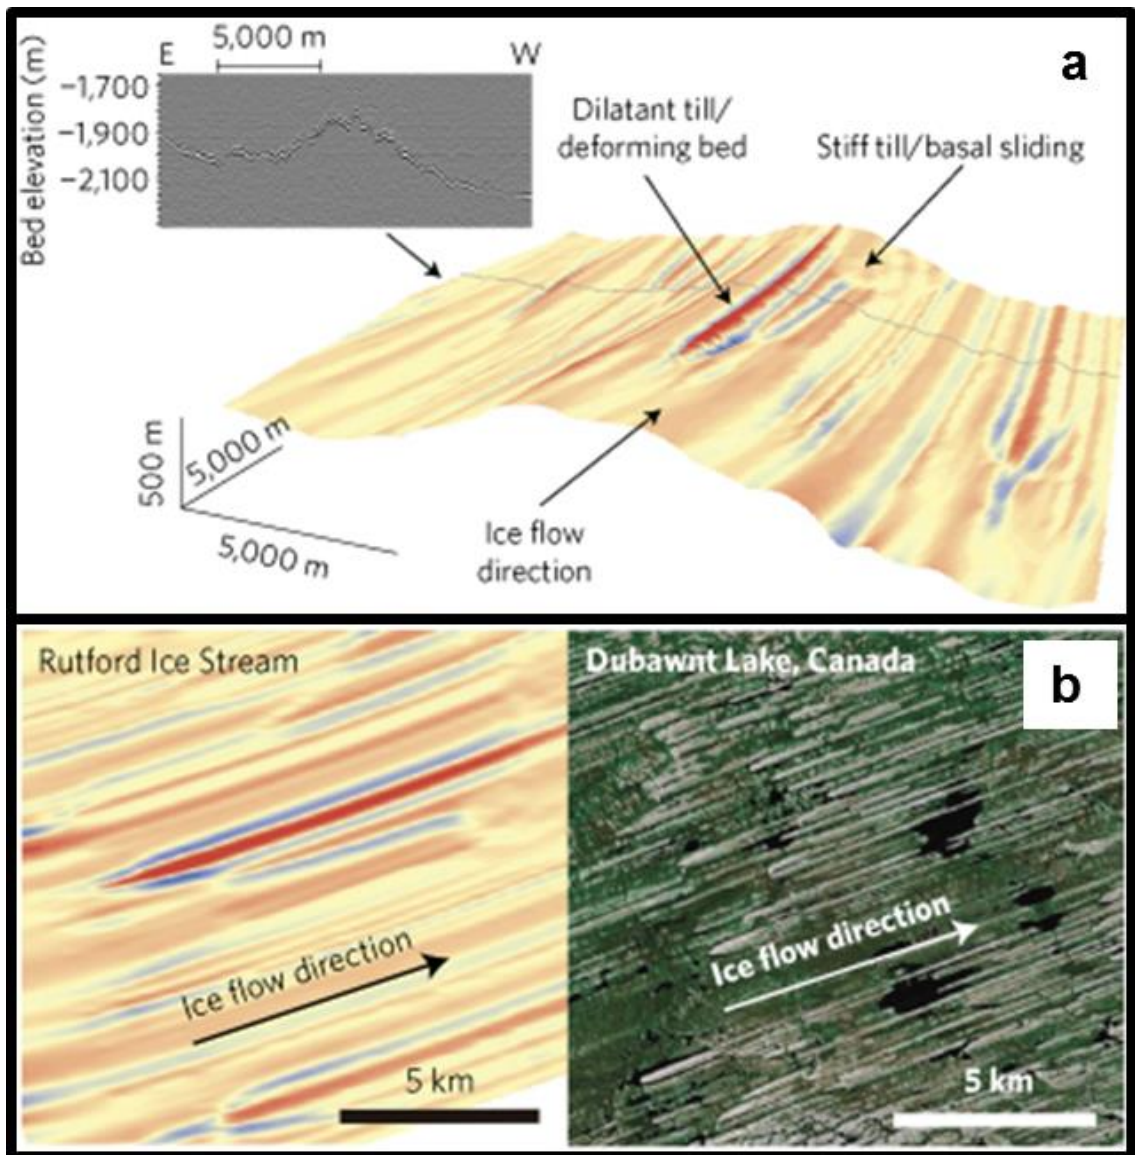 5,000 m
E
W
a
Bed elevation (m)
−1,700
−1,900
−2,100
Dilatant till/
deforming bed
Stiff till/basal sliding
500 m
5,000 m
5,000 m
Ice flow
direction
Rutford Ice Stream
Dubawnt Lake, Canada
b
Ice flow direction
Ice flow direction
5 km
5 km